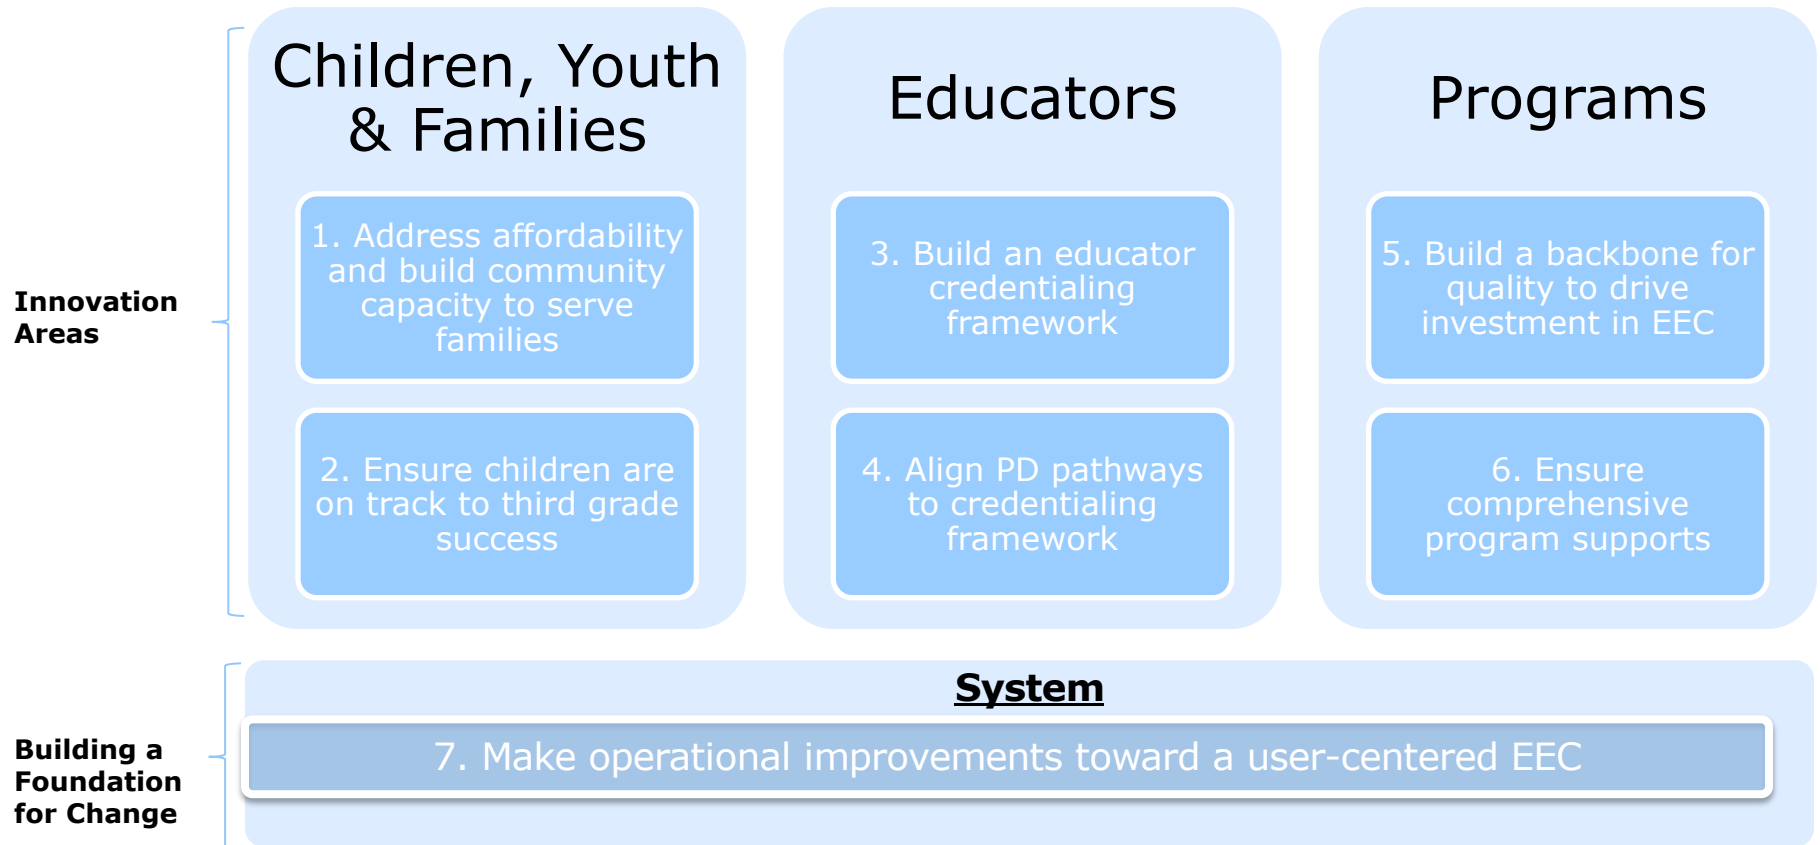 Innovation
Areas
Children, Youth
& Families
1. Address affordability
and build community
capacity to serve
families
2. Ensure children are
on track to third grade
success
Educators
3. Build an educator
credentialing
framework
4. Align PD pathways
to credentialing
framework
Programs
5. Build a backbone for
quality to drive
investment in EEC
6. Ensure
comprehensive
program supports
Building a
Foundation
for Change
System
7. Make operational improvements toward a user-centered EEC